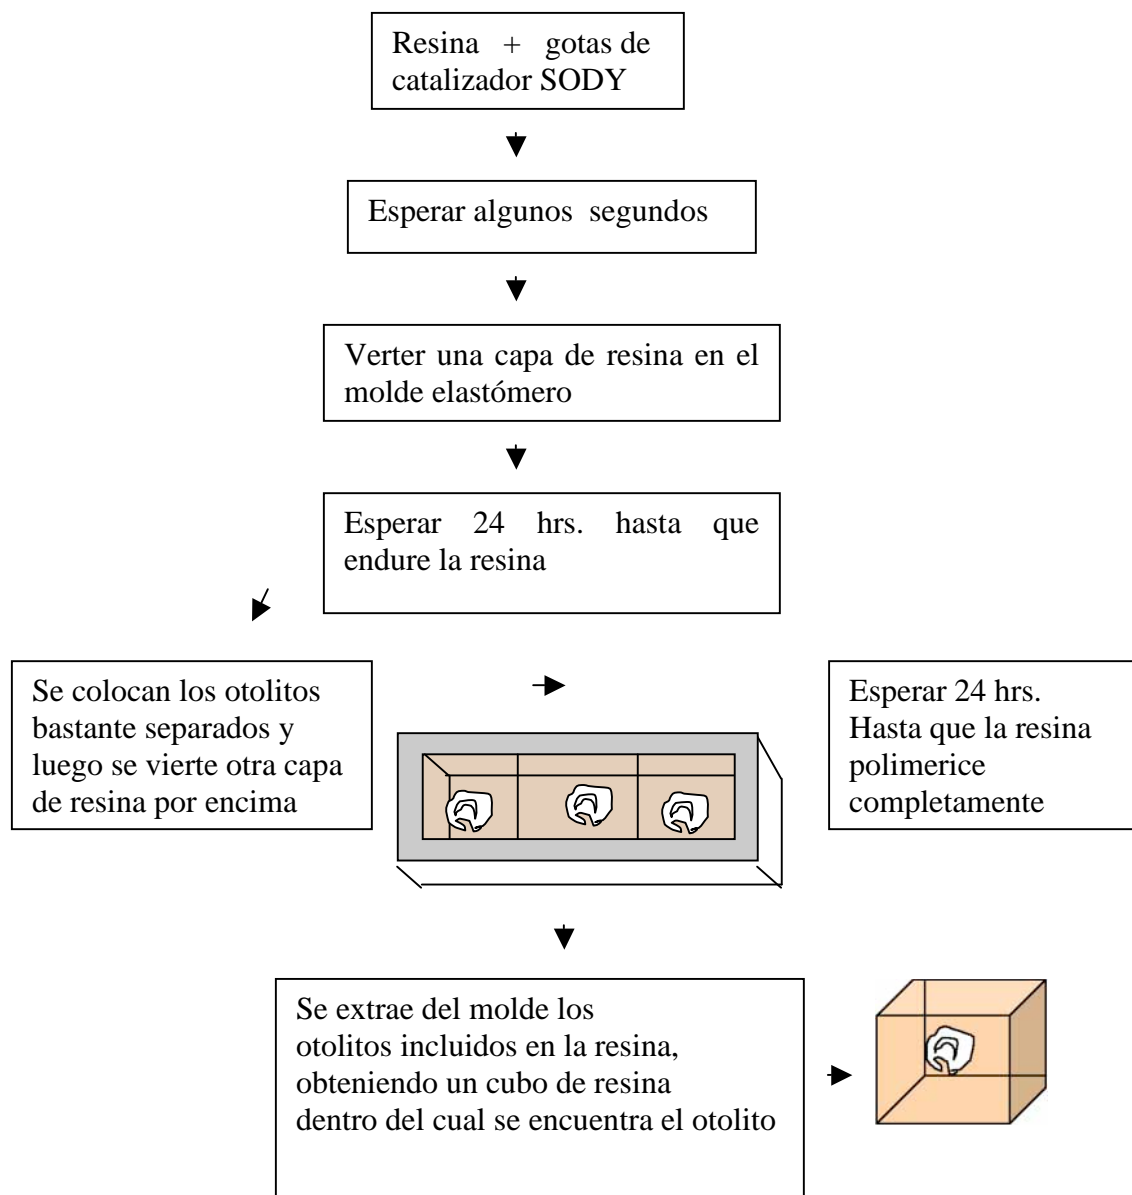 Resina + gotas de
catalizador SODY
Esperar algunos segundos
Verter una capa de resina en el
molde elastómero
Esperar 24 hrs. hasta que
endure la resina
Se colocan los otolitos
bastante separados y
luego se vierte otra capa
de resina por encima
Esperar 24 hrs.
Hasta que la resina
polimerice
completamente
Se extrae del molde los
otolitos incluidos en la resina,
obteniendo un cubo de resina
dentro del cual se encuentra el otolito